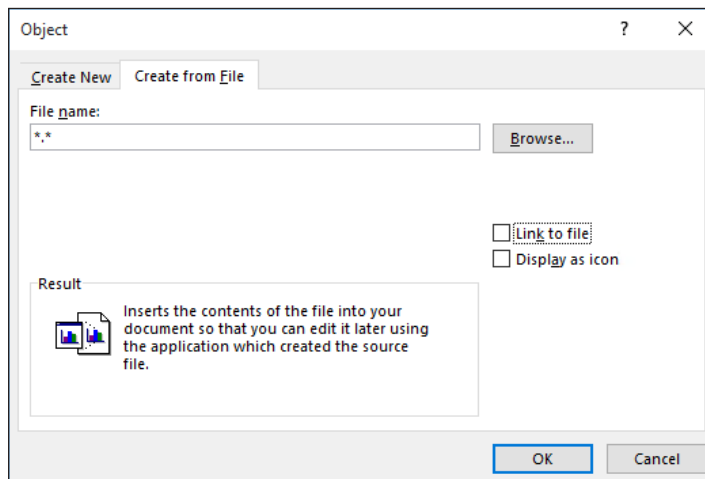 Object
Create New Create from File
File name:
*.*
Browse...
Link to file
Display as icon
Result
Inserts the contents of the file into your
document so that you can edit it later using
the application which created the source
file.
OK Cancel